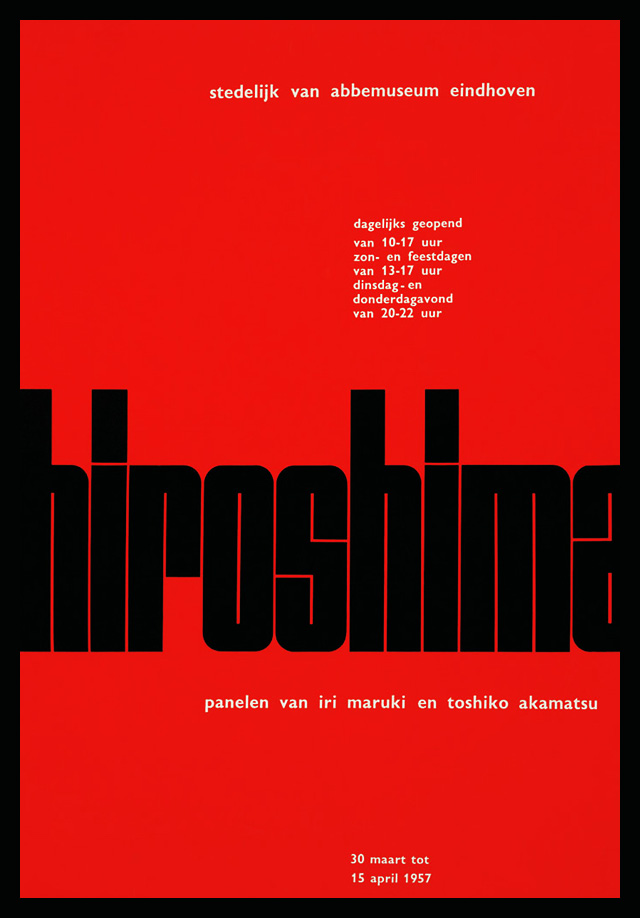 stedelijk van abbemuseum eindhoven
dagelijks geopend
van 10-17 uur
zon- en feestdagen
van 13-17 uur
dinsdag- en
donderdagavond
van 20-22 uur
hiroshima
panelen van iri maruki en toshiko akamatsu
30 maart tot
15 april 1957